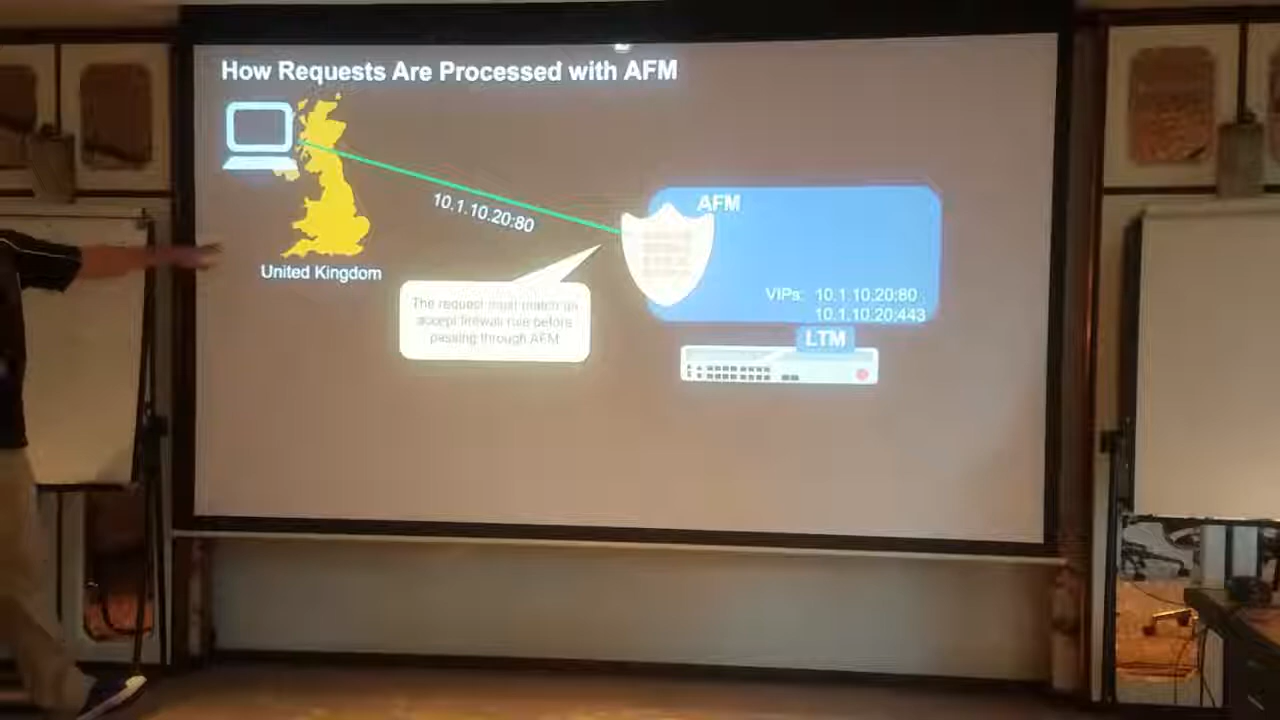 How Requests Are Processed with AFM
10.1.10.20:80
AFM
United Kingdom
The request must match an
accept firewall rule before
passing through AFM
VIPs: 10.1.10.20:80
10.1.10.20:443
LTM